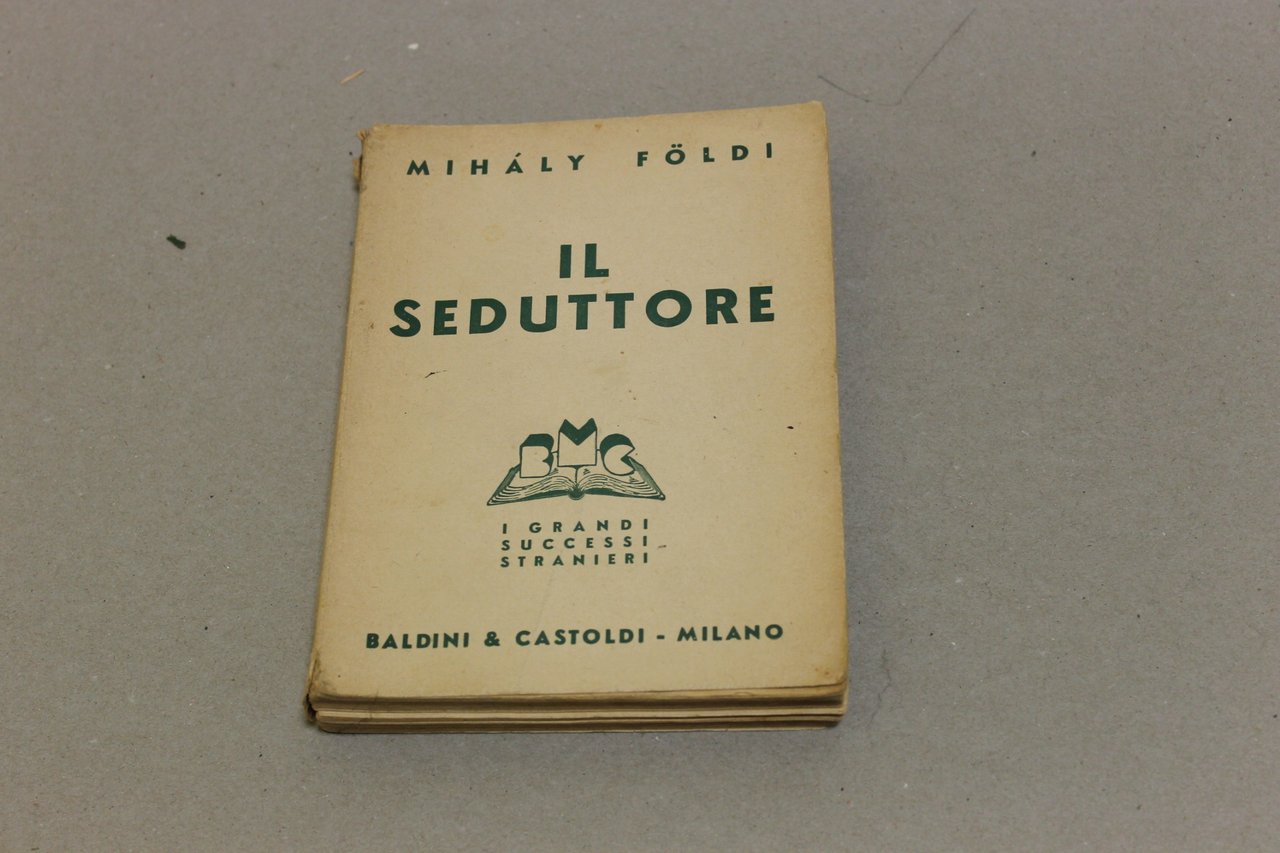 MIHÁLY FÖLDI
IL
SEDUTTORE
BMC
I GRANDI
SUCCESSI
STRANIERI
BALDINI & CASTOLDI - MILANO